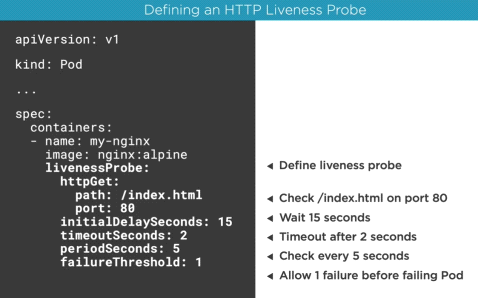 Defining an HTTP Liveness Probe
apiVersion: v1
kind: Pod
...
spec:
  containers:
  - name: my-nginx
    image: nginx:alpine
    livenessProbe:
      httpGet:
        path: /index.html
        port: 80
      initialDelaySeconds: 15
      timeoutSeconds: 2
      periodSeconds: 5
      failureThreshold: 1
◄ Define liveness probe
◄ Check /index.html on port 80
◄ Wait 15 seconds
◄ Timeout after 2 seconds
◄ Check every 5 seconds
◄ Allow 1 failure before failing Pod